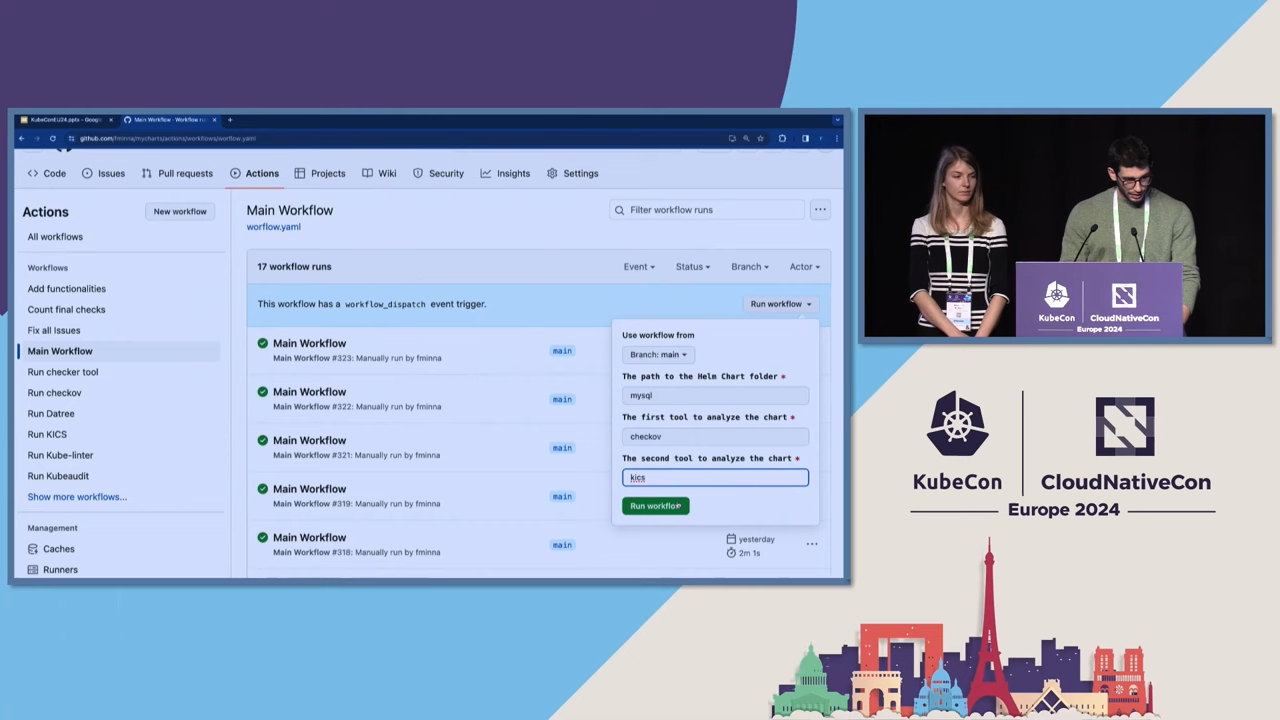 KubeConEU24.pptx - Google
Main Workflow · Workflow ru
github.com/fminna/mycharts/actions/workflows/worflow.yaml
Code
Issues
Pull requests
Actions
Projects
Wiki
Security
Insights
Settings
Actions
New workflow
All workflows
Workflows
Add functionalities
Count final checks
Fix all Issues
Main Workflow
Run checker tool
Run checkov
Run Datree
Run KICS
Run Kube-linter
Run Kubeaudit
Show more workflows...
Management
Caches
Runners
Main Workflow
worflow.yaml
Filter workflow runs
17 workflow runs
Event
Status
Branch
Actor
This workflow has a workflow_dispatch event trigger.
Run workflow
Use workflow from
Branch: main
The path to the Helm Chart folder *
mysql
The first tool to analyze the chart *
checkov
The second tool to analyze the chart *
kics
Run workflow
Main Workflow
Main Workflow #323: Manually run by fminna
main
Main Workflow
Main Workflow #322: Manually run by fminna
main
Main Workflow
Main Workflow #321: Manually run by fminna
main
Main Workflow
Main Workflow #319: Manually run by fminna
main
Main Workflow
Main Workflow #318: Manually run by fminna
main
yesterday
2m 1s
KubeCon
CloudNativeCon
Europe 2024
KubeCon
CloudNativeCon
Europe 2024